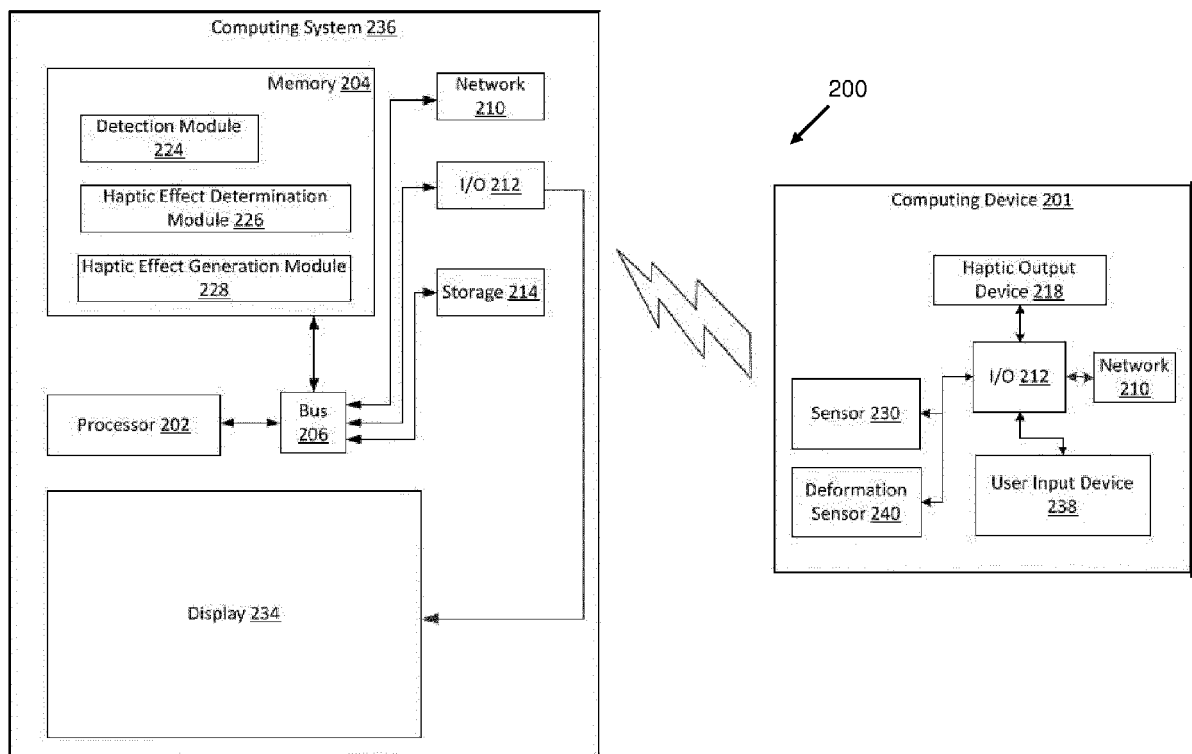 Computing System 236
Memory 204
Detection Module
224
Haptic Effect Determination
Module 226
Haptic Effect Generation Module
228
Network
210
I/O 212
Storage 214
Processor 202
Bus
206
Display 234
200
Computing Device 201
Haptic Output
Device 218
I/O 212
Network
210
Sensor 230
Deformation
Sensor 240
User Input Device
238